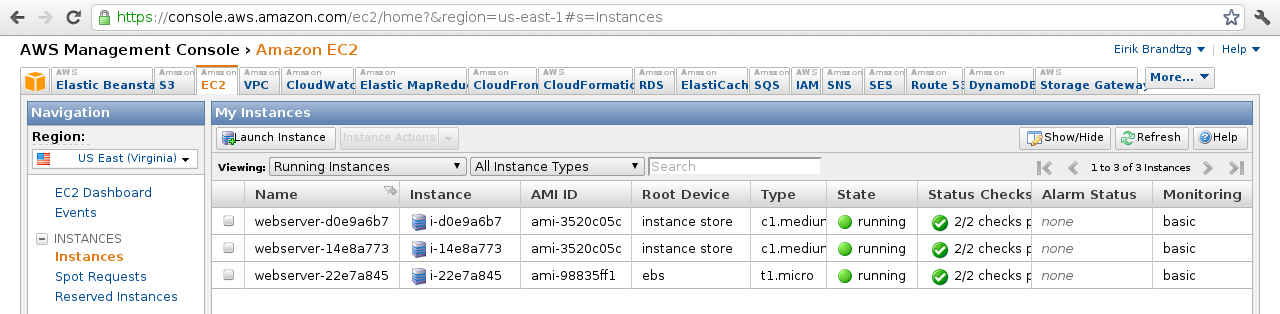 https://console.aws.amazon.com/ec2/home?&region=us-east-1#s=Instances
AWS Management Console › Amazon EC2
Eirik Brandtzg Help
AWS Amazon Amazon Amazon Amazon Amazon Amazon AWS Amazon Amazon Amazon AWS Amazon Amazon Amazon Amazon AWS
Elastic Beansta S3 EC2 VPC CloudWatc Elastic MapReduc CloudFron CloudFormatic RDS ElastiCach SQS IAM SNS SES Route 53 DynamoDB Storage Gateway More...
Navigation
Region:
US East (Virginia)
EC2 Dashboard
Events
INSTANCES
Instances
Spot Requests
Reserved Instances
My Instances
Launch Instance Instance Actions Show/Hide Refresh Help
Viewing: Running Instances All Instance Types Search 1 to 3 of 3 Instances
Name Instance AMI ID Root Device Type State Status Checks Alarm Status Monitoring
webserver-d0e9a6b7 i-d0e9a6b7 ami-3520c05c instance store c1.mediun running 2/2 checks p none basic
webserver-14e8a773 i-14e8a773 ami-3520c05c instance store c1.mediun running 2/2 checks p none basic
webserver-22e7a845 i-22e7a845 ami-98835ff1 ebs t1.micro running 2/2 checks p none basic